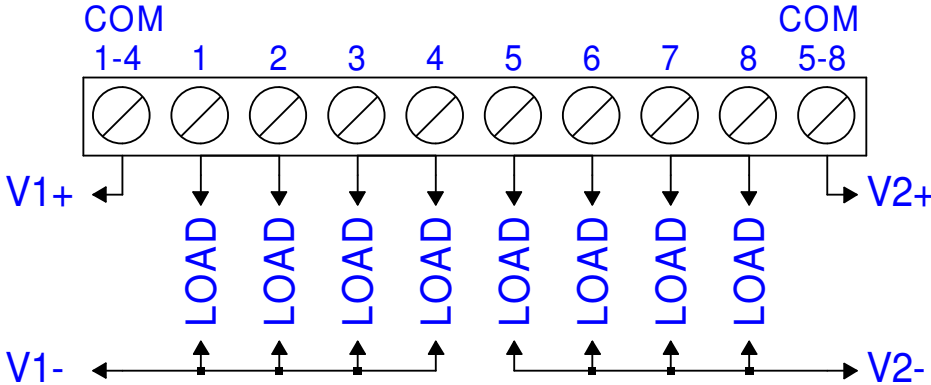 COM COM
1-4 1 2 3 4 5 6 7 8 5-8
V1+ V2+
LOAD LOAD LOAD LOAD LOAD LOAD LOAD LOAD
V1- V2-